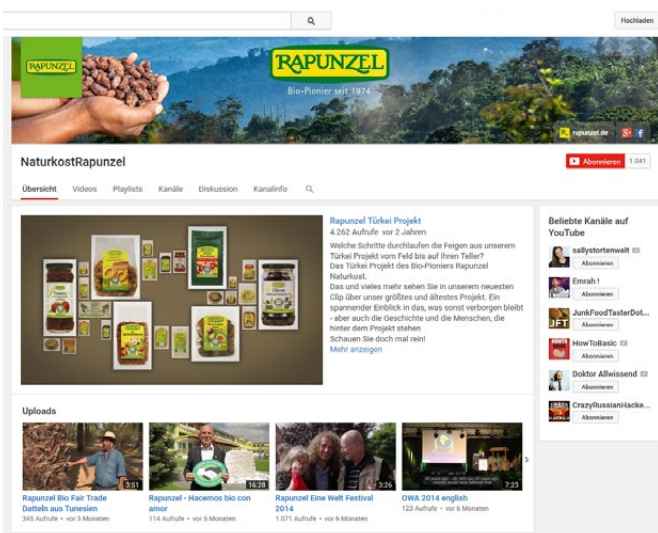 Hochladen
RAPUNZEL
RAPUNZEL
Bio-Pionier seit 1974
rapunzel.de
NaturkostRapunzel
Abonnieren 1.041
Übersicht Videos Playlists Kanäle Diskussion Kanalinfo
Rapunzel Türkei Projekt
4.262 Aufrufe vor 2 Jahren
Welche Schritte durchlaufen die Feigen aus unserem
Türkei Projekt vom Feld bis auf Ihren Teller?
Das Türkei Projekt des Bio-Pioniers Rapunzel
Naturkost.
Das und vieles mehr sehen Sie in unserem neuesten
Clip über unser größtes und ältestes Projekt. Ein
spannender Einblick in das, was sonst verborgen bleibt
- aber auch die Geschichte und die Menschen, die
hinter dem Projekt stehen
Schauen Sie doch mal rein!
Mehr anzeigen
Beliebte Kanäle auf
YouTube
sallystortenwelt
Abonnieren
Emrah !
Abonnieren
JunkFoodTasterDot...
Abonnieren
HowToBasic
Abonnieren
Doktor Allwissend
Abonnieren
CrazyRussianHacke...
Abonnieren
Uploads
3:51
16:28
3:26
7:23
Rapunzel Bio Fair Trade
Datteln aus Tunesien
345 Aufrufe • vor 3 Monaten
Rapunzel - Hacemos bio con
amor
114 Aufrufe • vor 6 Monaten
Rapunzel Eine Welt Festival
2014
1.071 Aufrufe • vor 6 Monaten
OWA 2014 english
123 Aufrufe • vor 6 Monaten